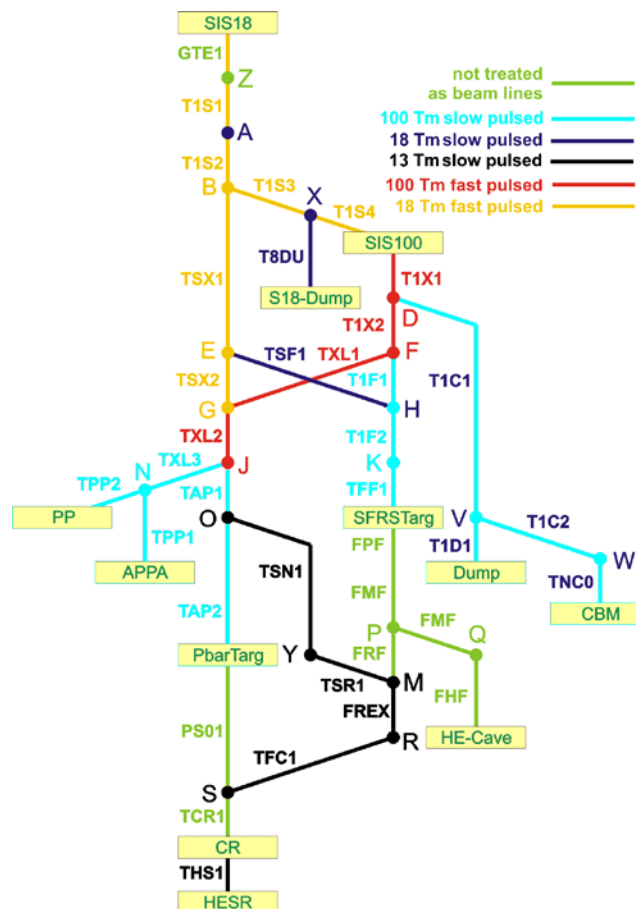 SIS18
GTE1
Z
not treated
as beam lines
T1S1
100 Tm slow pulsed
A
18 Tm slow pulsed
13 Tm slow pulsed
T1S2
100 Tm fast pulsed
B
T1S3
X
18 Tm fast pulsed
T1S4
SIS100
T8DU
TSX1
T1X1
S18-Dump
D
T1X2
E
TSF1
TXL1
F
TSX2
T1F1
T1C1
G
H
TXL2
T1F2
TXL3
J
K
N
TPP2
TAP1
TFF1
PP
O
SFRSTarg
V
T1C2
TPP1
FPF
T1D1
W
APPA
TSN1
Dump
TNC0
FMF
TAP2
CBM
FMF
P
Q
FRF
PbarTarg
Y
TSR1
M
FHF
FREX
PS01
R
HE-Cave
TFC1
S
TCR1
CR
THS1
HESR